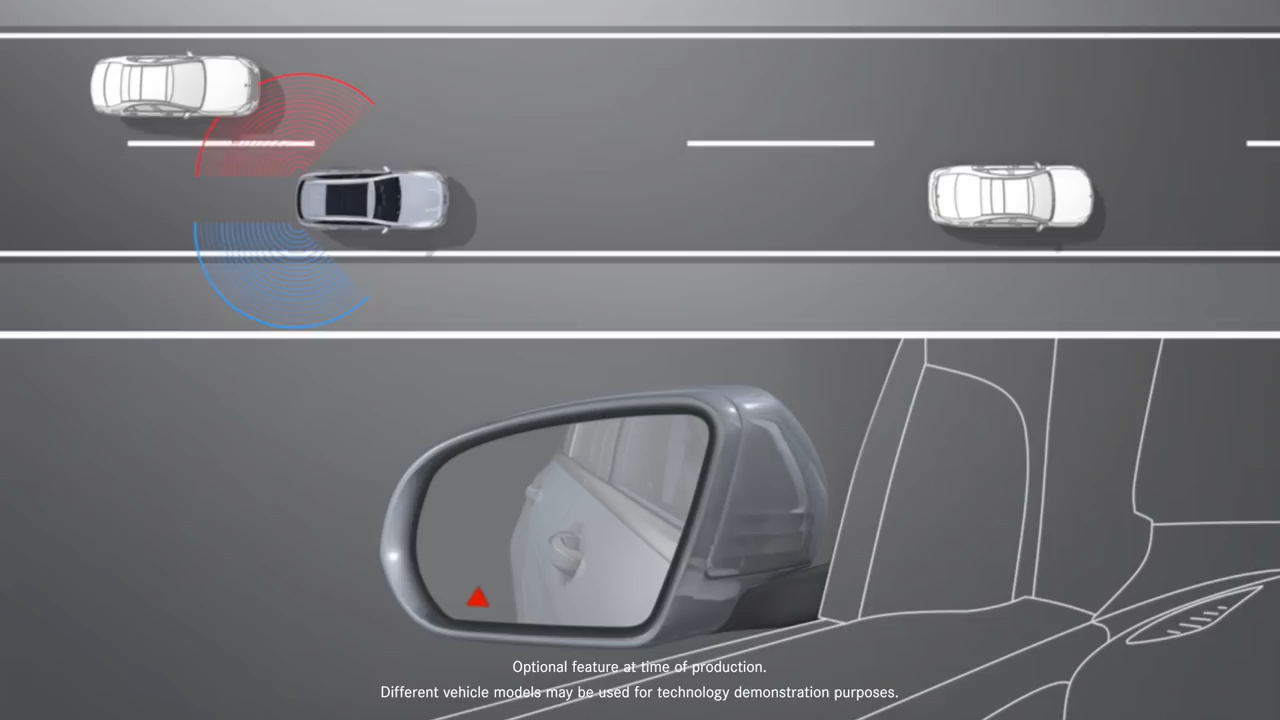 Optional feature at time of production.
Different vehicle models may be used for technology demonstration purposes.